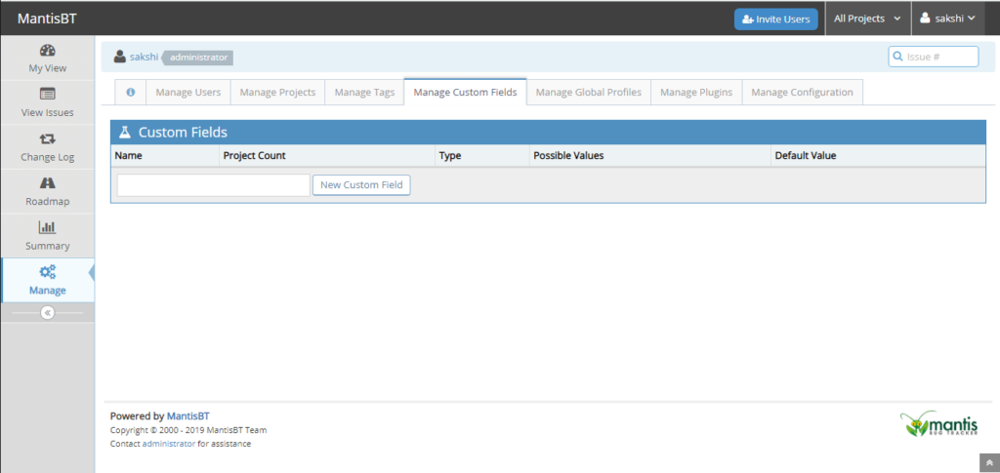 MantisBT
Invite Users
All Projects
sakshi
My View
View Issues
Change Log
Roadmap
Summary
Manage
sakshi administrator
Issue #
Manage Users Manage Projects Manage Tags Manage Custom Fields Manage Global Profiles Manage Plugins Manage Configuration
Custom Fields
Name Project Count Type Possible Values Default Value
New Custom Field
Powered by MantisBT
Copyright © 2000 - 2019 MantisBT Team
Contact administrator for assistance
mantis
BUG TRACKER